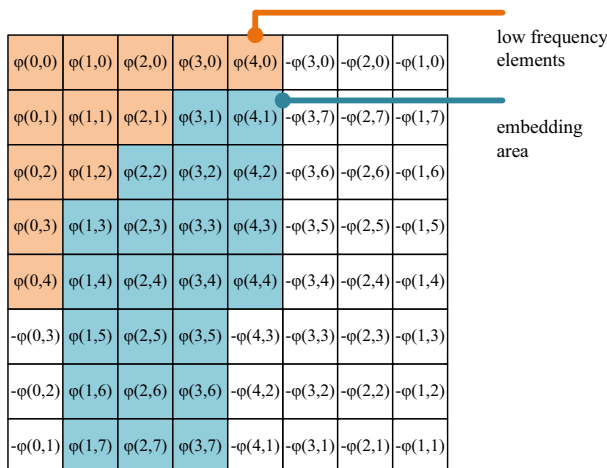 low frequency
elements
φ(0,0) φ(1,0) φ(2,0) φ(3,0) φ(4,0) -φ(3,0) -φ(2,0) -φ(1,0)
φ(0,1) φ(1,1) φ(2,1) φ(3,1) φ(4,1) -φ(3,7) -φ(2,7) -φ(1,7)
embedding
area
φ(0,2) φ(1,2) φ(2,2) φ(3,2) φ(4,2) -φ(3,6) -φ(2,6) -φ(1,6)
φ(0,3) φ(1,3) φ(2,3) φ(3,3) φ(4,3) -φ(3,5) -φ(2,5) -φ(1,5)
φ(0,4) φ(1,4) φ(2,4) φ(3,4) φ(4,4) -φ(3,4) -φ(2,4) -φ(1,4)
-φ(0,3) φ(1,5) φ(2,5) φ(3,5) -φ(4,3) -φ(3,3) -φ(2,3) -φ(1,3)
-φ(0,2) φ(1,6) φ(2,6) φ(3,6) -φ(4,2) -φ(3,2) -φ(2,2) -φ(1,2)
-φ(0,1) φ(1,7) φ(2,7) φ(3,7) -φ(4,1) -φ(3,1) -φ(2,1) -φ(1,1)